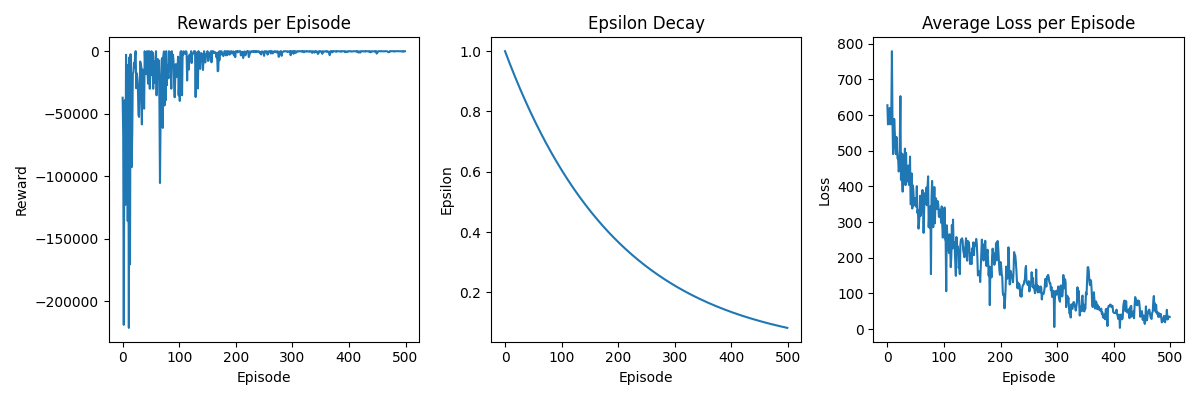 Rewards per Episode
Reward
0
−50000
−100000
−150000
−200000
0 100 200 300 400 500
Episode
Epsilon Decay
Epsilon
1.0
0.8
0.6
0.4
0.2
0 100 200 300 400 500
Episode
Average Loss per Episode
Loss
800
700
600
500
400
300
200
100
0
0 100 200 300 400 500
Episode